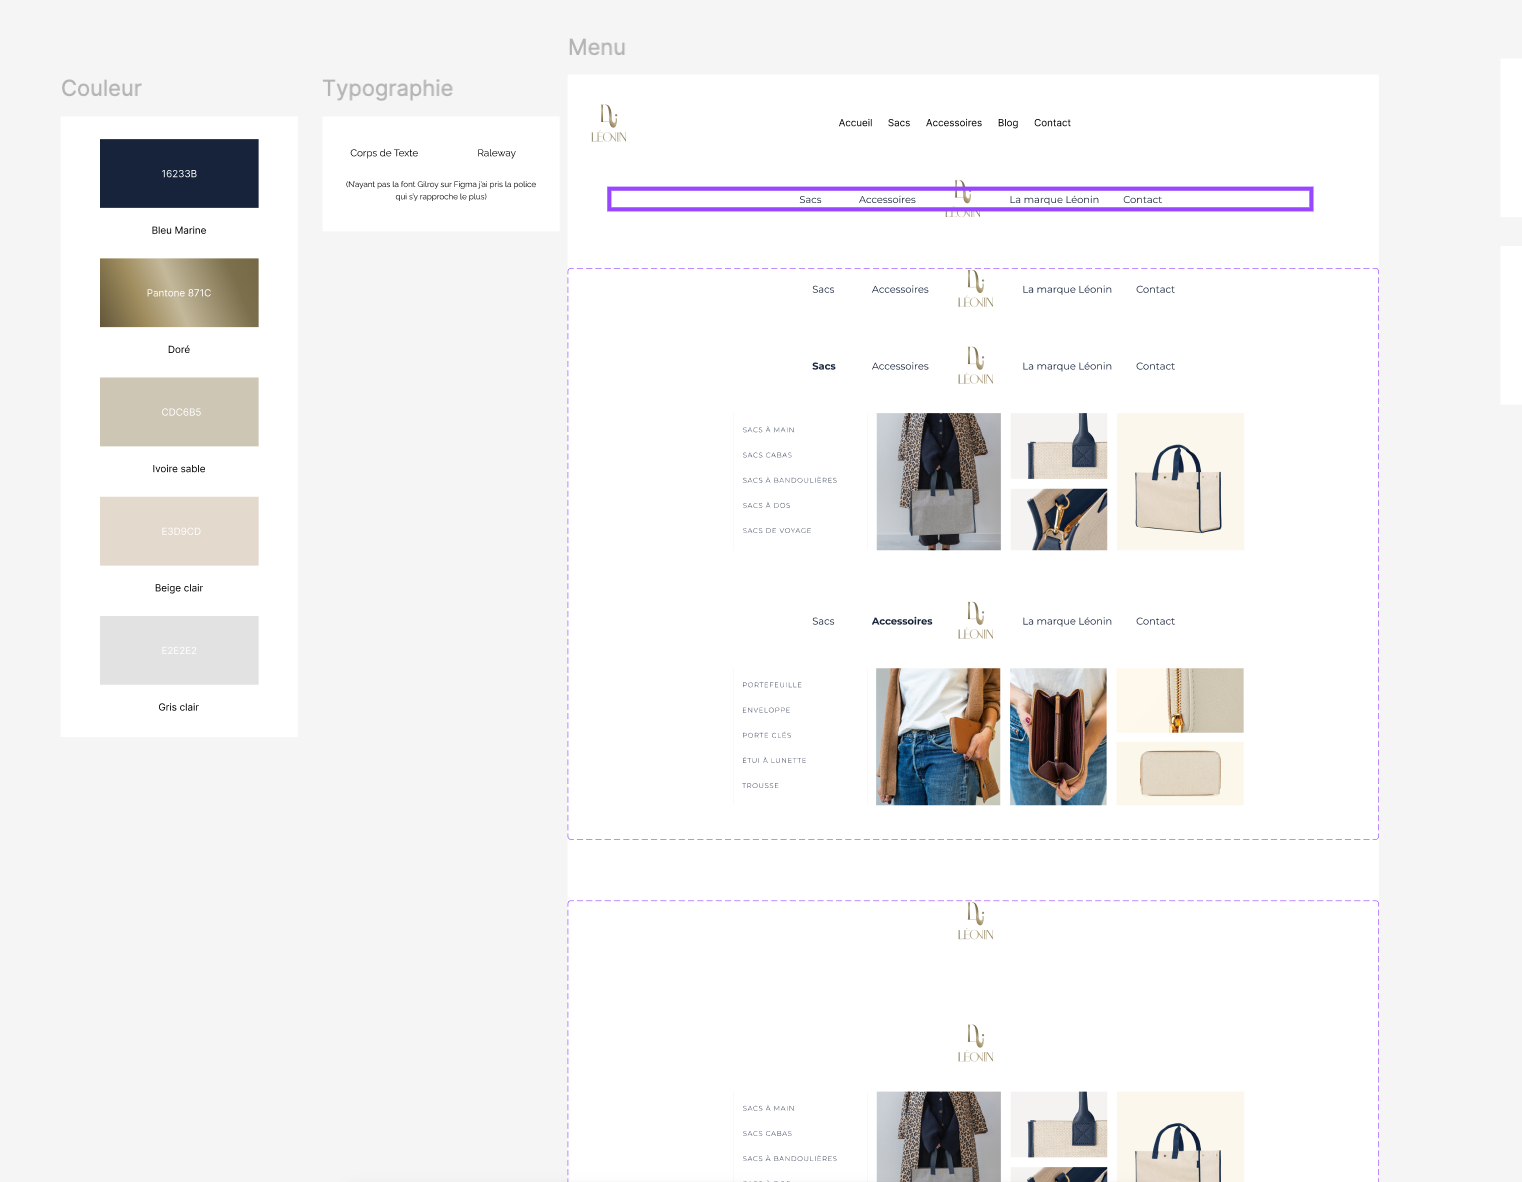 Couleur
16233B
Bleu Marine
Pantone 871C
Doré
CDC6B5
Ivoire sable
E3D9CD
Beige clair
E2E2E2
Gris clair
Typographie
Corps de Texte Raleway
(N'ayant pas la font Gilroy sur Figma j'ai pris la police
qui s'y rapproche le plus)
Menu
LÉONIN
Accueil Sacs Accessoires Blog Contact
Sacs Accessoires LÉONIN La marque Léonin Contact
Sacs Accessoires LÉONIN La marque Léonin Contact
Sacs Accessoires LÉONIN La marque Léonin Contact
SACS À MAIN
SACS CABAS
SACS À BANDOULIÈRES
SACS À DOS
SACS DE VOYAGE
Sacs Accessoires LÉONIN La marque Léonin Contact
PORTEFEUILLE
ENVELOPPE
PORTE CLÉS
ÉTUI À LUNETTE
TROUSSE
LÉONIN
LÉONIN
SACS À MAIN
SACS CABAS
SACS À BANDOULIÈRES